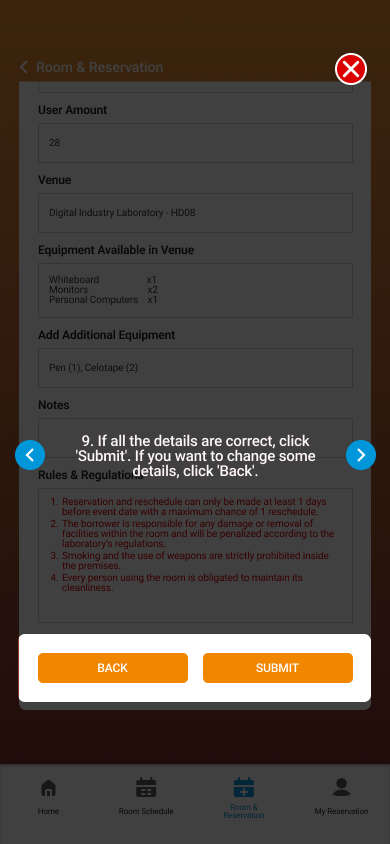 Room & Reservation
User Amount
28
Venue
Digital Industry Laboratory - HD08
Equipment Available in Venue
Whiteboard x1
Monitors x2
Personal Computers x1
Add Additional Equipment
Pen (1), Celotape (2)
Notes
9. If all the details are correct, click
'Submit'. If you want to change some
details, click 'Back'.
Rules & Regulations
1. Reservation and reschedule can only be made at least 1 days
before event date with a maximum chance of 1 reschedule.
2. The borrower is responsible for any damage or removal of
facilities within the room and will be penalized according to the
laboratory's regulations.
3. Smoking and the use of weapons are strictly prohibited inside
the premises.
4. Every person using the room is obligated to maintain its
cleanliness.
BACK
SUBMIT
Home
Room Schedule
Room &
Reservation
My Reservation